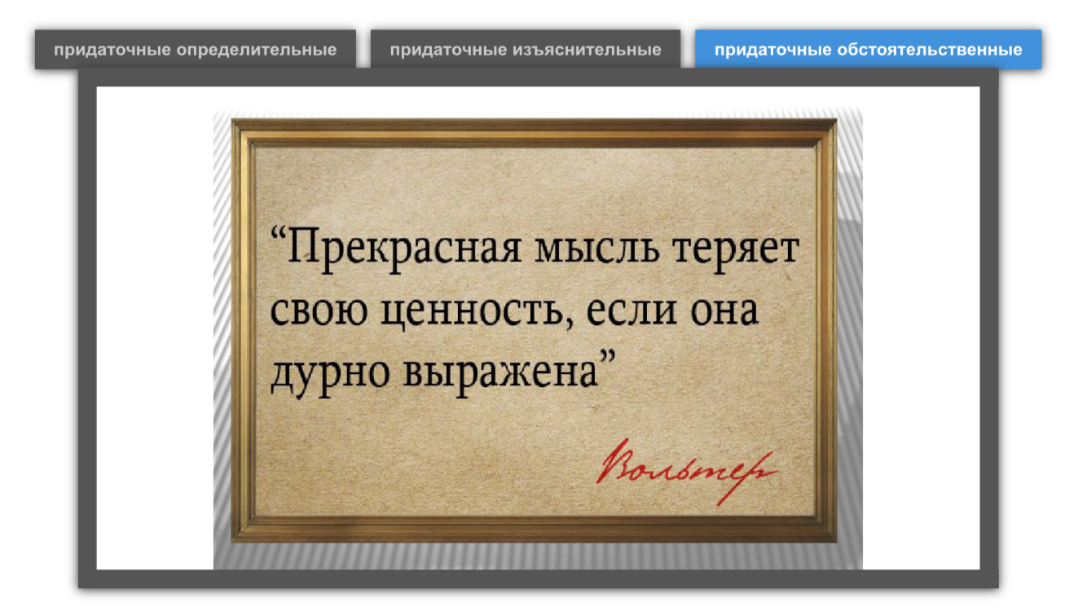 придаточные определительные
придаточные изъяснительные
придаточные обстоятельственные
“Прекрасная мысль теряет
свою ценность, если она
дурно выражена”
Вольтер